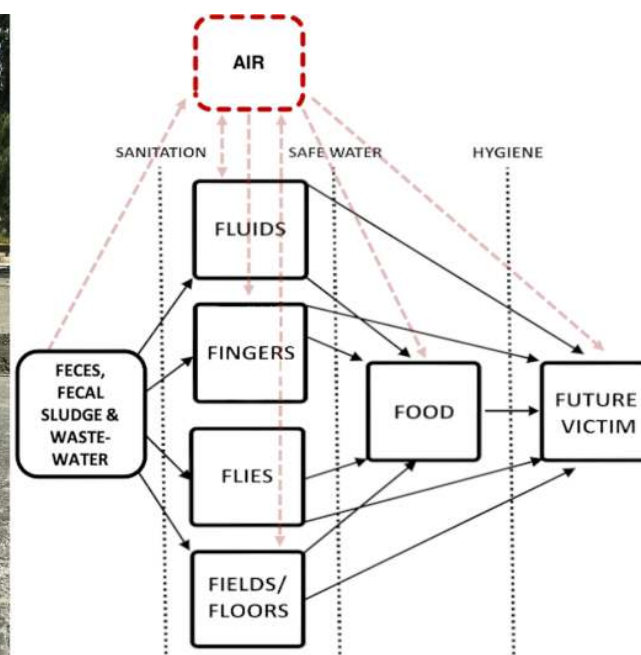 AIR
SANITATION
SAFE WATER
HYGIENE
FLUIDS
FINGERS
FECES,
FECAL
SLUDGE &
WASTE-
WATER
FOOD
FUTURE
VICTIM
FLIES
FIELDS/
FLOORS